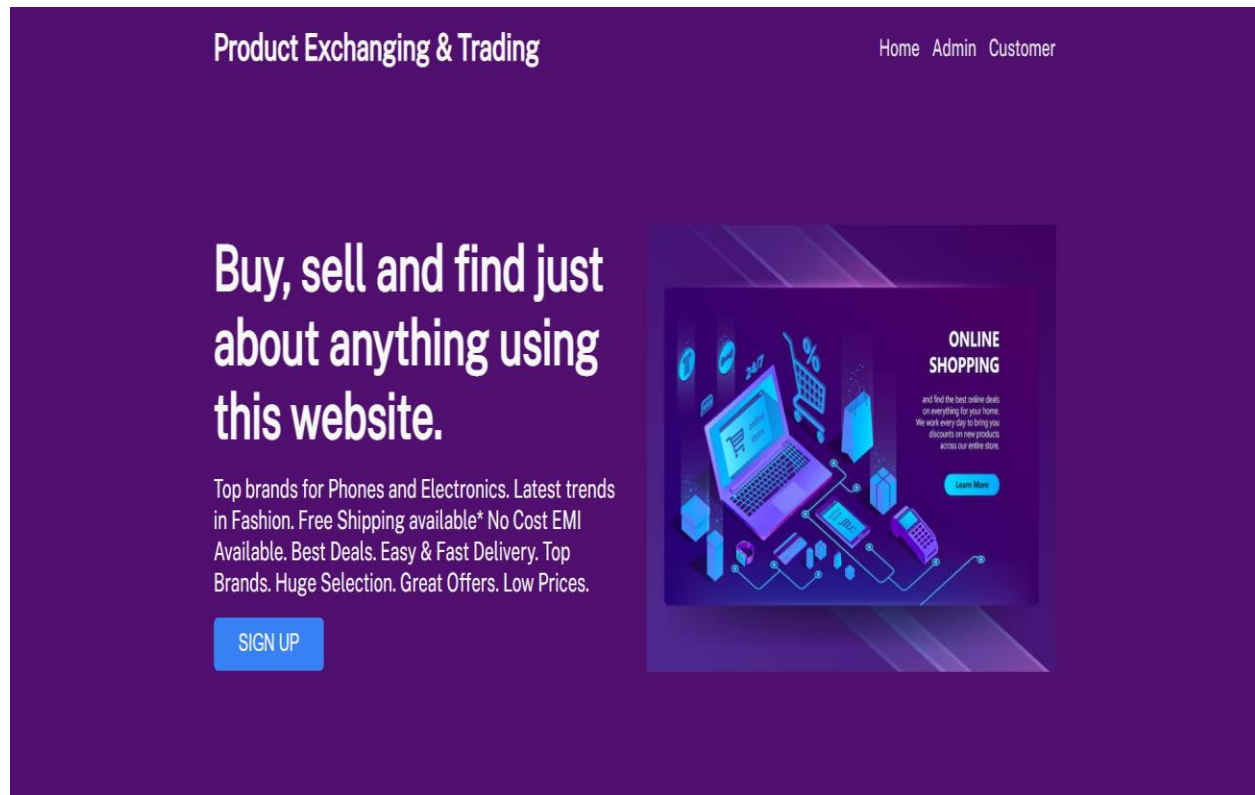 Product Exchanging & Trading
Home Admin Customer
Buy, sell and find just
about anything using
this website.
Top brands for Phones and Electronics. Latest trends
in Fashion. Free Shipping available* No Cost EMI
Available. Best Deals. Easy & Fast Delivery. Top
Brands. Huge Selection. Great Offers. Low Prices.
SIGN UP
ONLINE
SHOPPING
and find the best online deals
on everything for your home.
We work every day to bring you
discounts on new products
across our entire store.
Learn More
24/7
%
online
store